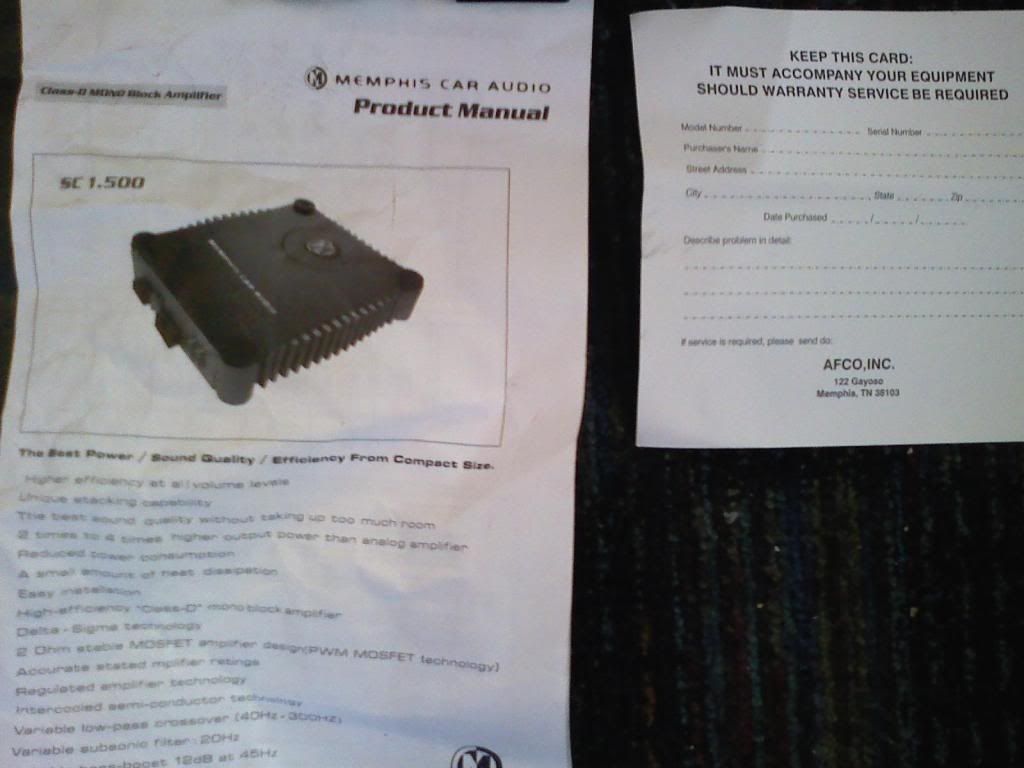 MEMPHIS CAR AUDIO
Class-D MONO Block Amplifier
Product Manual
SC 1.500
The Best Power / Sound Quality / Efficiency From Compact Size.
Higher efficiency at all volume levels
Unique stacking capability
The best sound quality without taking up too much room
2 times to 4 times higher output power than analog amplifier
Reduced power consumption
A small amount of heat dissipation
Easy installation
High-efficiency "Class-D" mono block amplifier
Delta - Sigma technology
2 Ohm stable MOSFET amplifier design(PWM MOSFET technology)
Accurate stated mplifier ratings
Regulated amplifier technology
Intercooled semi-conductor technology
Variable low-pass crossover (40Hz - 300Hz)
Variable subsonic filter : 20Hz
bass-boost 12dB at 45Hz
KEEP THIS CARD:
IT MUST ACCOMPANY YOUR EQUIPMENT
SHOULD WARRANTY SERVICE BE REQUIRED
Model Number Serial Number
Purchaser's Name
Street Address
City State Zip
Date Purchased / /
Describe problem in detail:
If service is required, please send do:
AFCO,INC.
122 Gayoso
Memphis, TN 38103